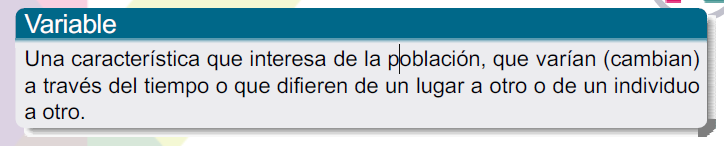 Variable
Una característica que interesa de la población, que varían (cambian)
a través del tiempo o que difieren de un lugar a otro o de un individuo
a otro.